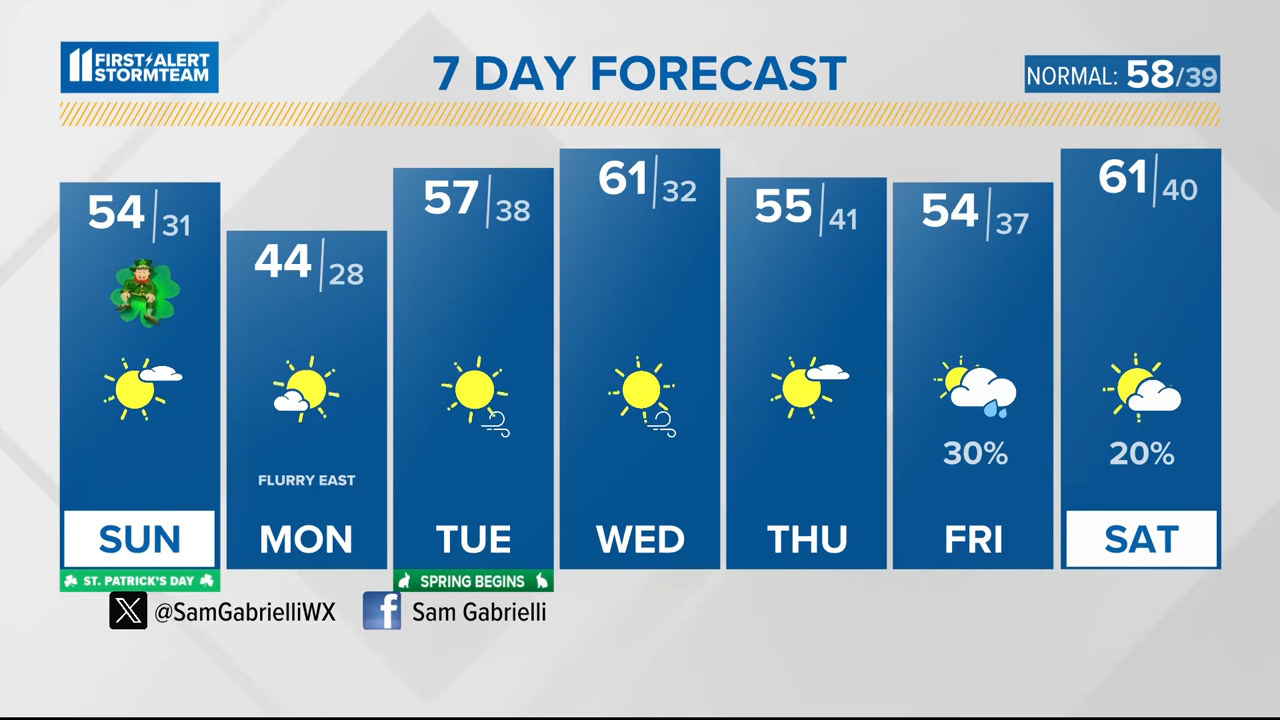 11 FIRST ALERT
STORMTEAM
7 DAY FORECAST
NORMAL: 58/39
54/31
SUN
ST. PATRICK'S DAY
44/28
FLURRY EAST
MON
57/38
TUE
SPRING BEGINS
61/32
WED
55/41
THU
54/37
30%
FRI
61/40
20%
SAT
X @SamGabrielliWX f Sam Gabrielli